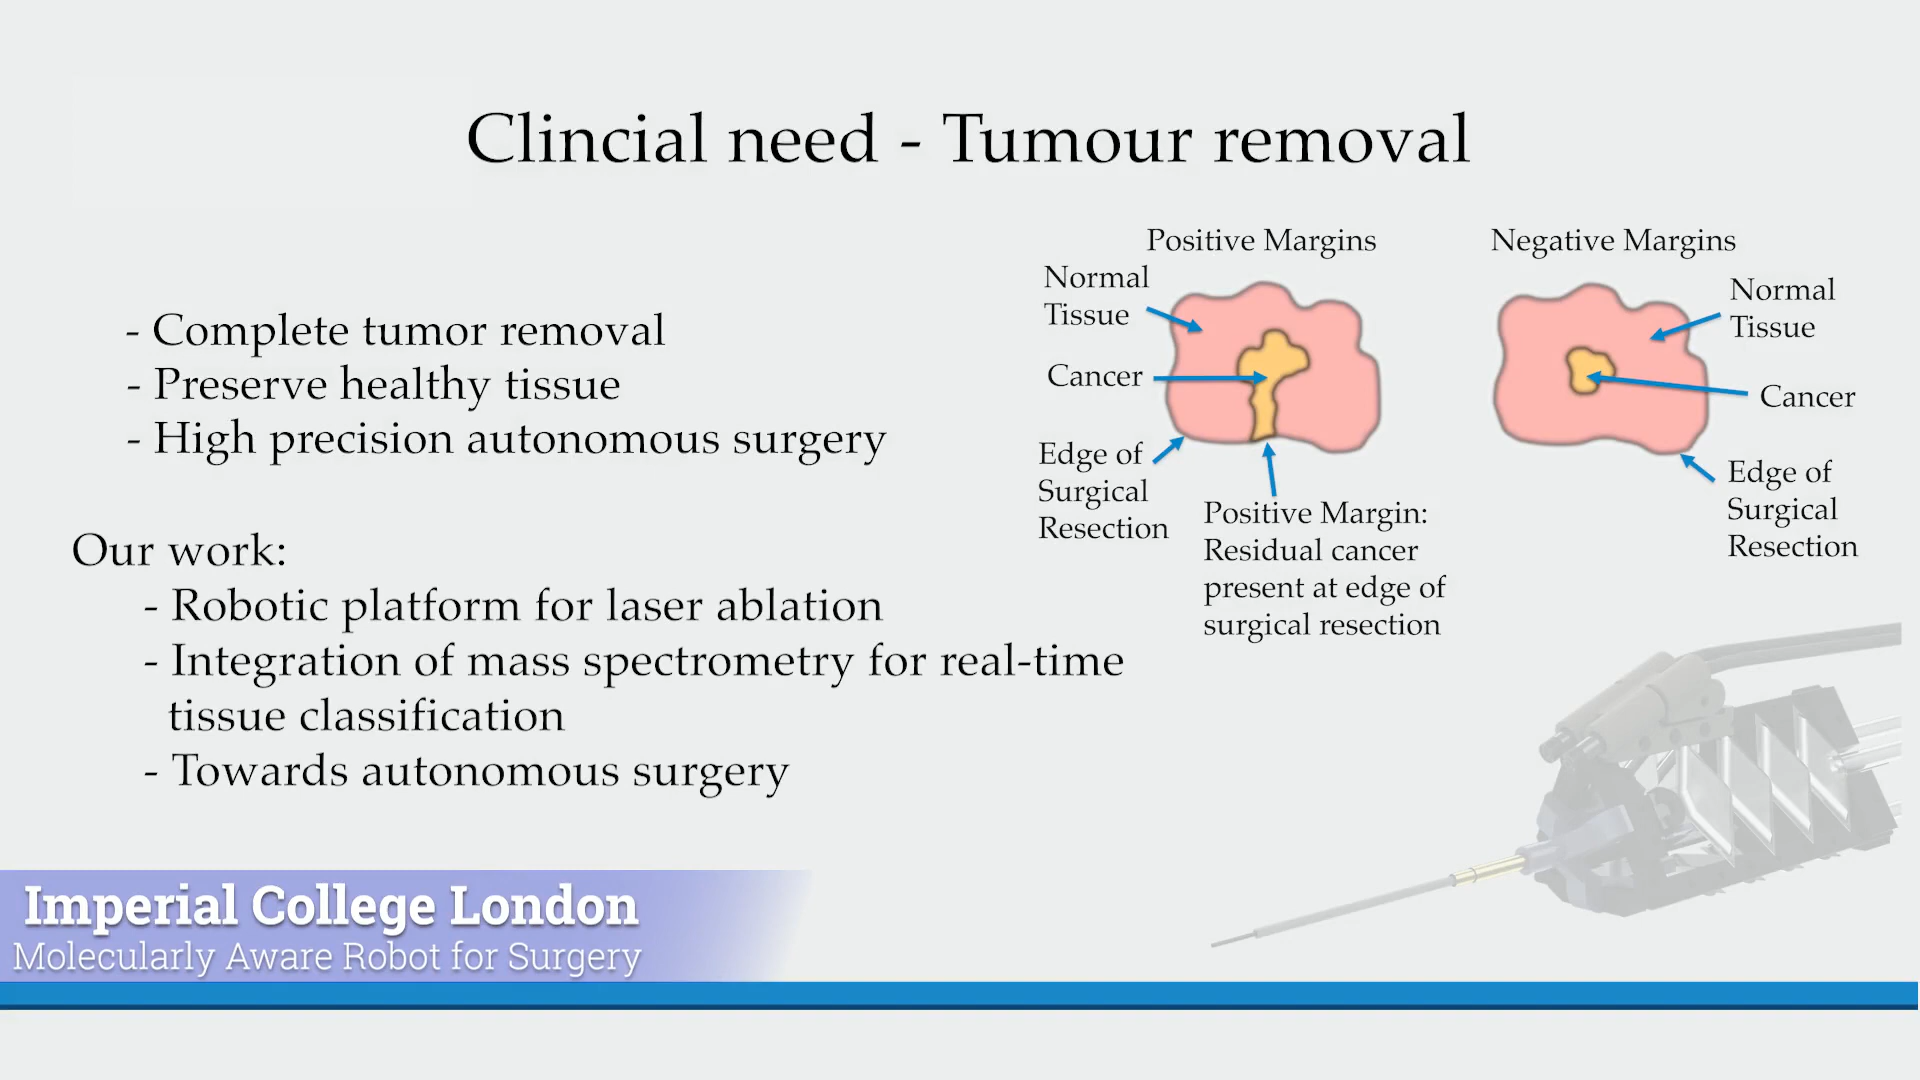 Clincial need - Tumour removal
- Complete tumor removal
- Preserve healthy tissue
- High precision autonomous surgery
Our work:
- Robotic platform for laser ablation
- Integration of mass spectrometry for real-time
tissue classification
- Towards autonomous surgery
Positive Margins
Normal
Tissue
Cancer
Edge of
Surgical
Resection
Positive Margin:
Residual cancer
present at edge of
surgical resection
Negative Margins
Normal
Tissue
Cancer
Edge of
Surgical
Resection
Imperial College London
Molecularly Aware Robot for Surgery